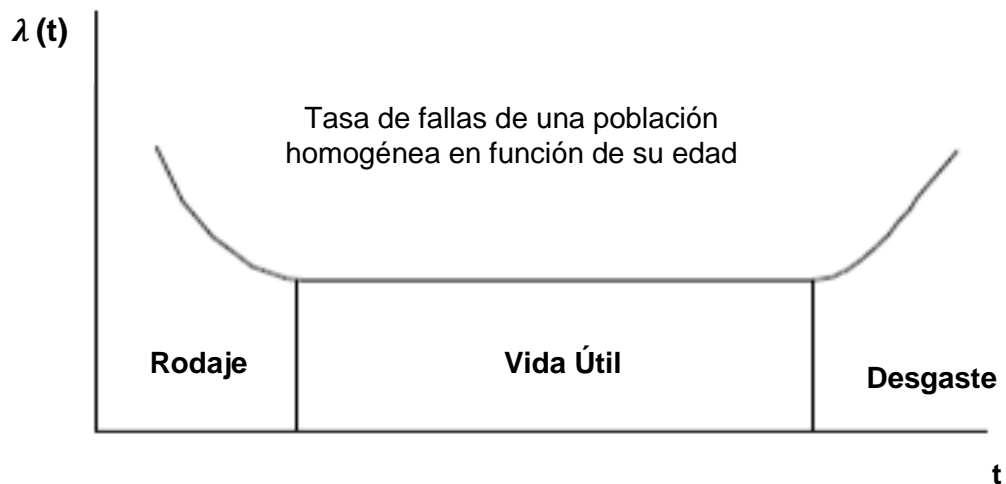 λ (t)
Tasa de fallas de una población
homogénea en función de su edad
Rodaje
Vida Útil
Desgaste
t